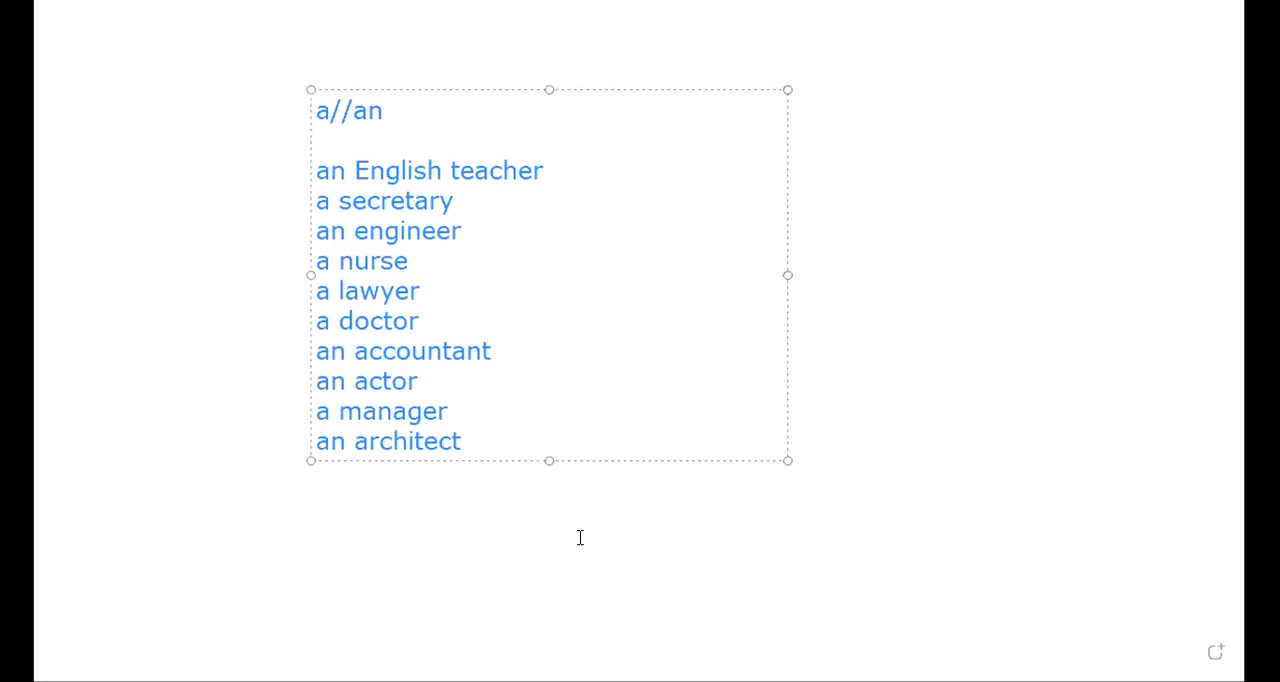 a//an
an English teacher
a secretary
an engineer
a nurse
a lawyer
a doctor
an accountant
an actor
a manager
an architect